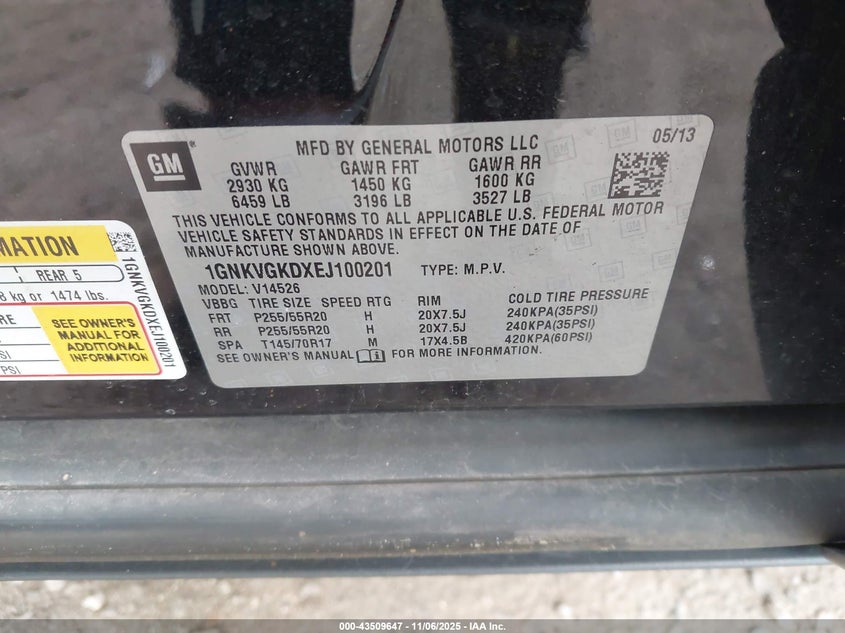 MFD BY GENERAL MOTORS LLC 05/13
GM
GVWR GAWR FRT GAWR RR
2930 KG 1450 KG 1600 KG
6459 LB 3196 LB 3527 LB
THIS VEHICLE CONFORMS TO ALL APPLICABLE U.S. FEDERAL MOTOR
VEHICLE SAFETY STANDARDS IN EFFECT ON THE DATE OF
MANUFACTURE SHOWN ABOVE.
1GNKVGKDXEJ100201 TYPE: M.P.V.
MODEL: V14526
VBBG TIRE SIZE SPEED RTG RIM COLD TIRE PRESSURE
FRT P255/55R20 H 20X7.5J 240KPA(35PSI)
RR P255/55R20 H 20X7.5J 240KPA(35PSI)
SPA T145/70R17 M 17X4.5B 420KPA(60PSI)
SEE OWNER'S MANUAL FOR MORE INFORMATION.
REAR 5
kg or 1474 lbs.
SEE OWNER'S
MANUAL FOR
ADDITIONAL
INFORMATION
PSI
1GNKVGKDXEJ100201
000-43509647 - 11/06/2025 - IAA Inc.